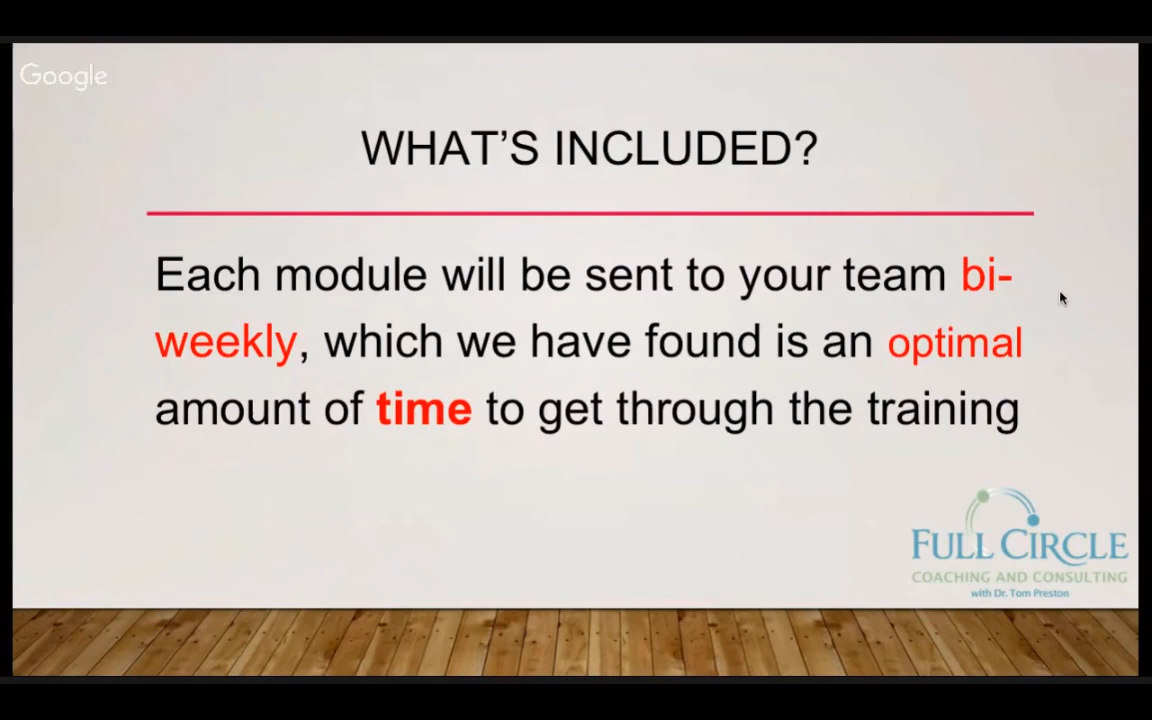 Google
WHAT’S INCLUDED?
Each module will be sent to your team bi-
weekly, which we have found is an optimal
amount of time to get through the training
FULL CIRCLE
COACHING AND CONSULTING
with Dr. Tom Preston